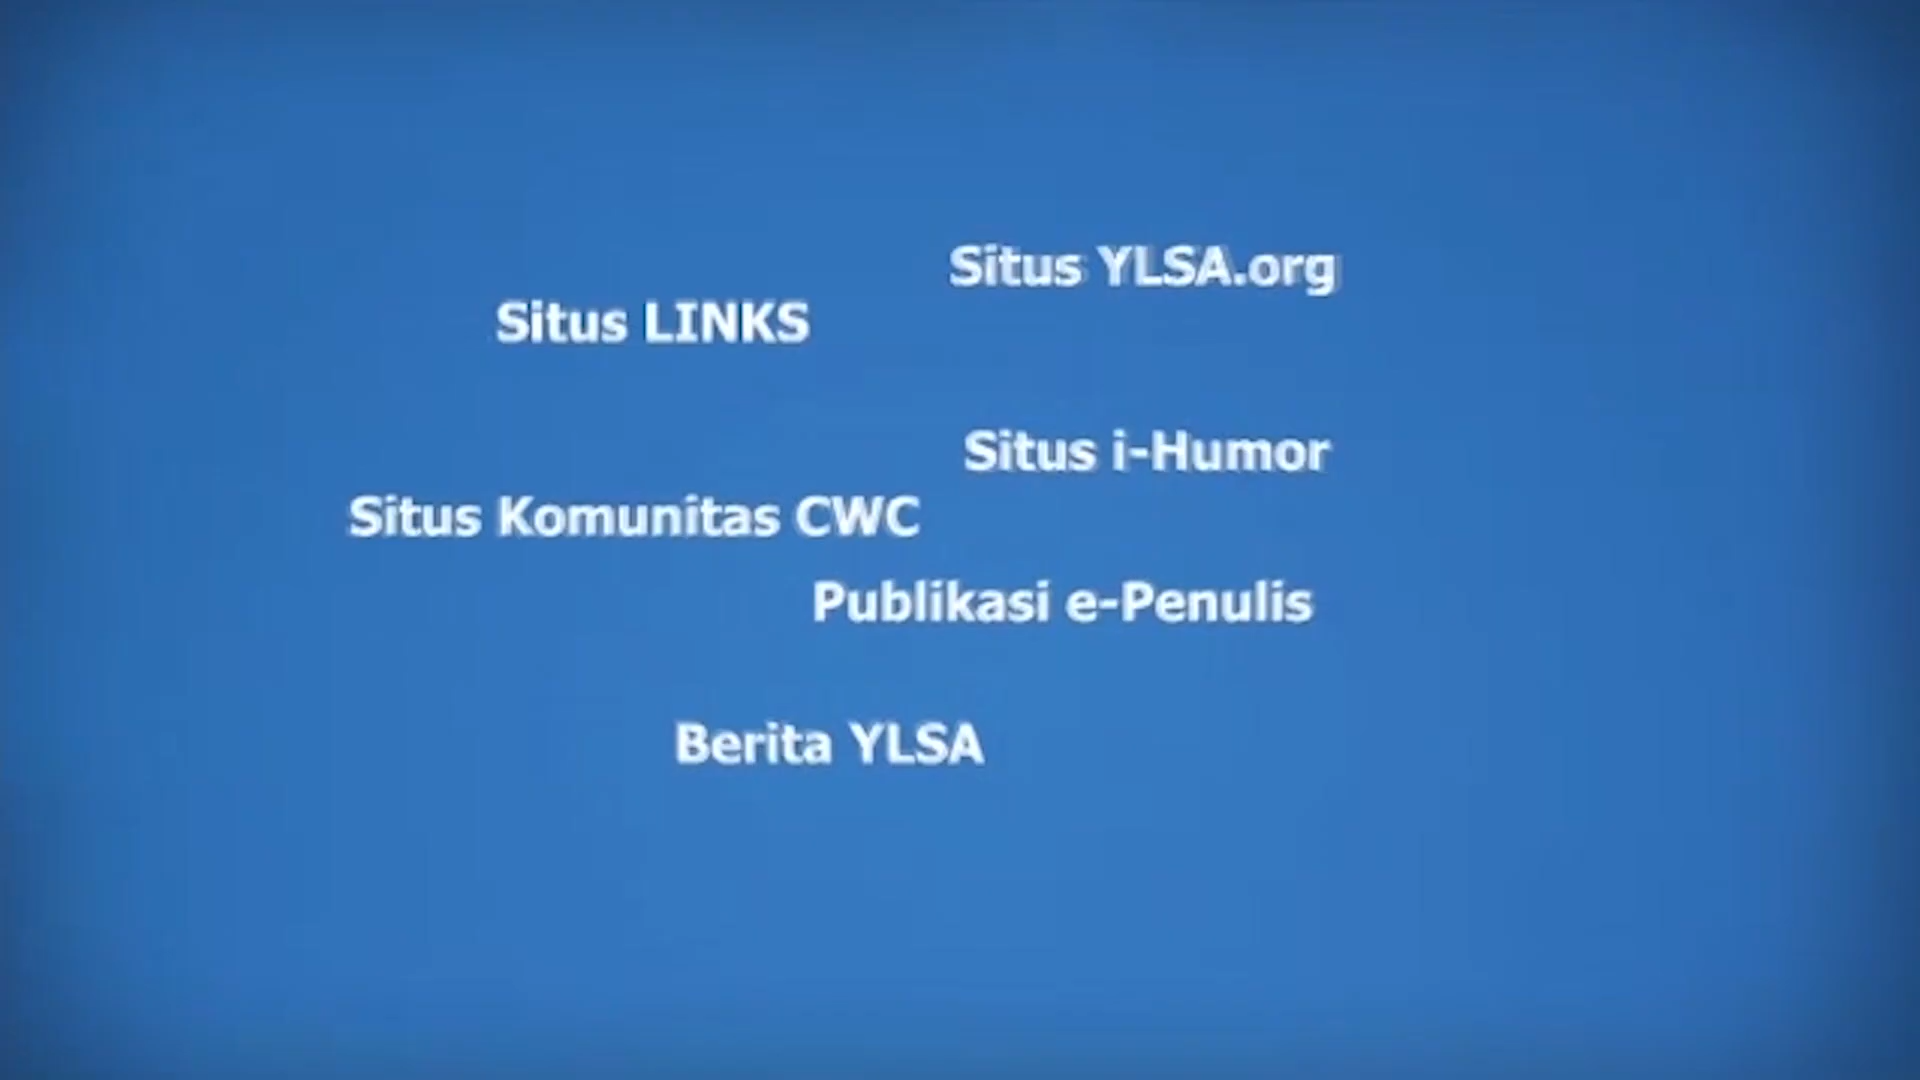 Situs YLSA.org
Situs LINKS
Situs i-Humor
Situs Komunitas CWC
Publikasi e-Penulis
Berita YLSA